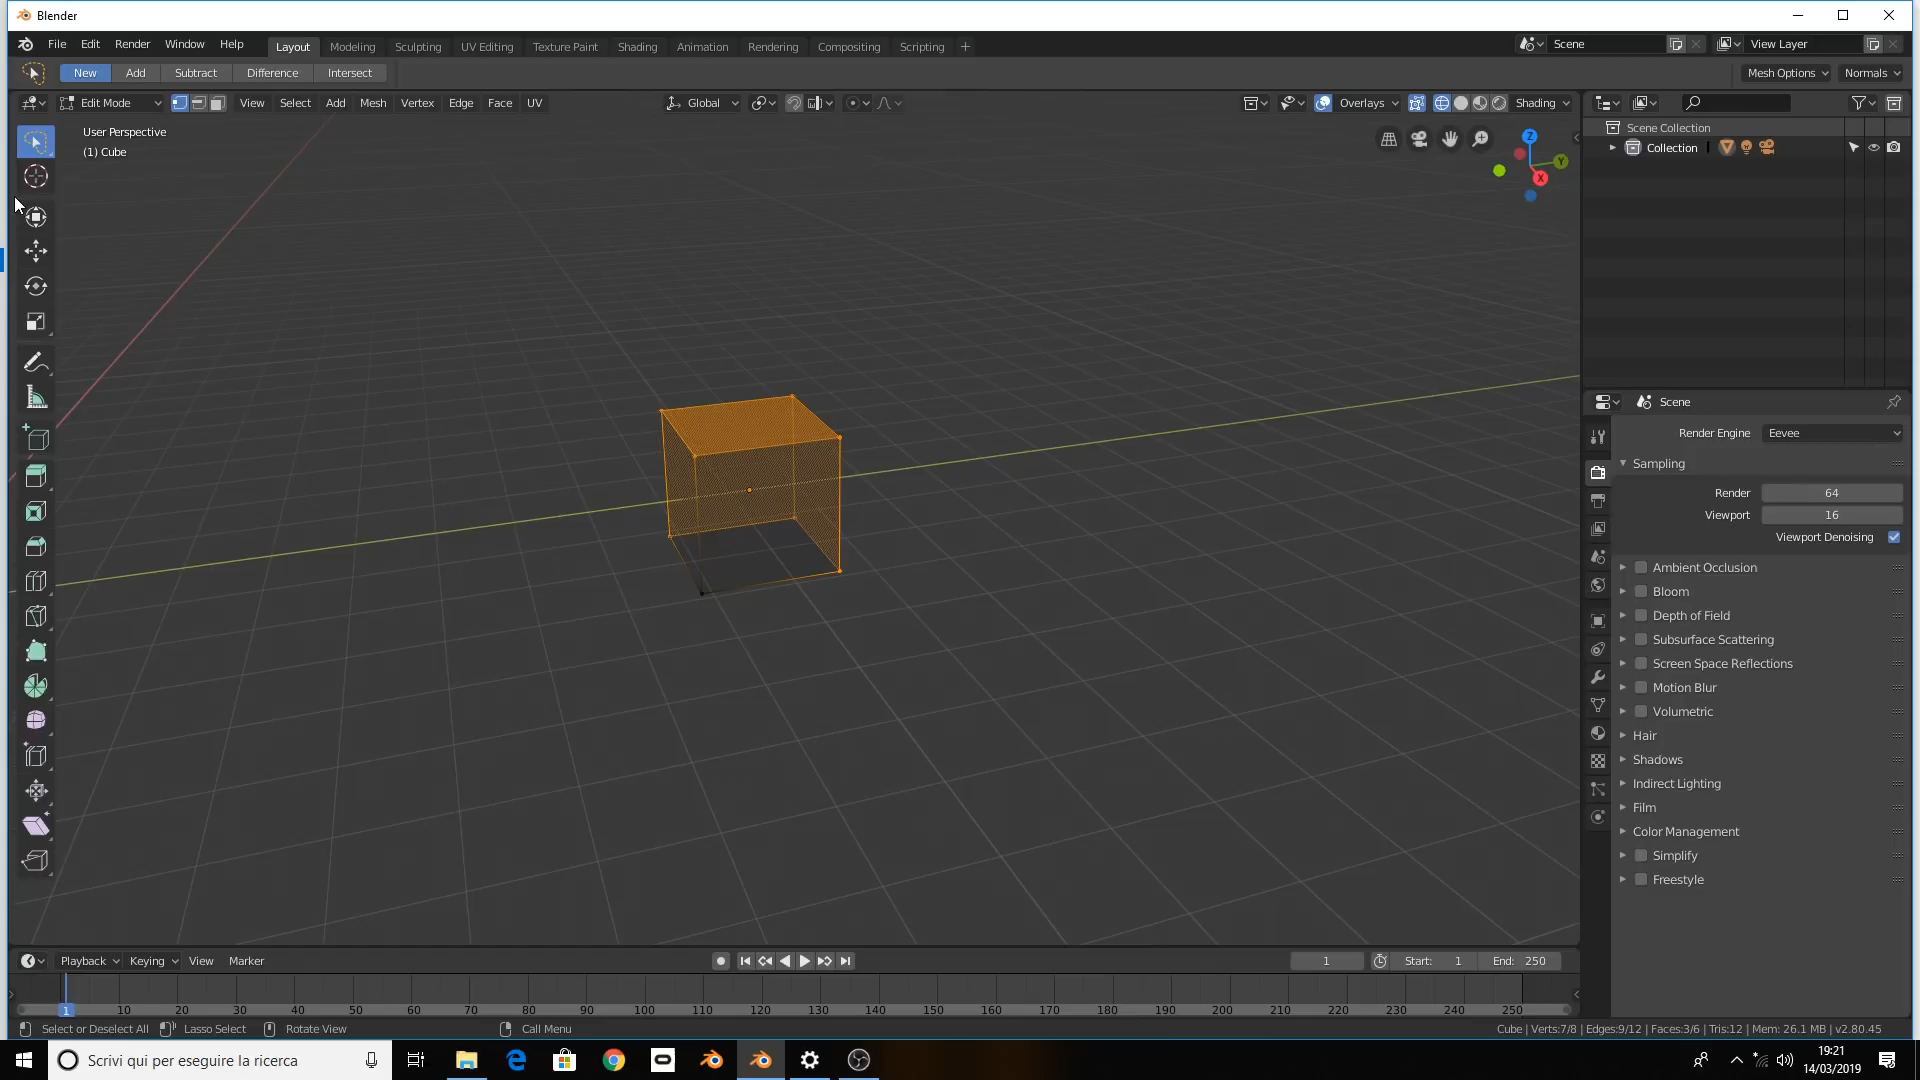 Blender
File Edit Render Window Help Layout Modeling Sculpting UV Editing Texture Paint Shading Animation Rendering Compositing Scripting + Scene View Layer
New Add Subtract Difference Intersect Mesh Options Normals
Edit Mode View Select Add Mesh Vertex Edge Face UV Global Overlays Shading
User Perspective
(1) Cube
Z
Y
X
Scene Collection
Collection
Scene
Render Engine Eevee
Sampling
Render 64
Viewport 16
Viewport Denoising
Ambient Occlusion
Bloom
Depth of Field
Subsurface Scattering
Screen Space Reflections
Motion Blur
Volumetric
Hair
Shadows
Indirect Lighting
Film
Color Management
Simplify
Freestyle
Playback Keying View Marker 1 Start: 1 End: 250
1 10 20 30 40 50 60 70 80 90 100 110 120 130 140 150 160 170 180 190 200 210 220 230 240 250
Select or Deselect All Lasso Select Rotate View Call Menu Cube | Verts:7/8 | Edges:9/12 | Faces:3/6 | Tris:12 | Mem: 26.1 MB | v2.80.45
Scrivi qui per eseguire la ricerca
19:21
14/03/2019